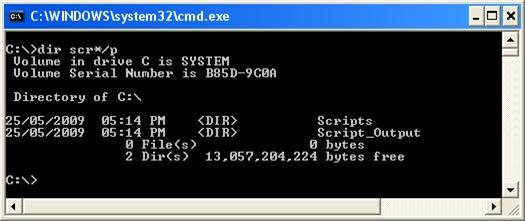 C:\WINDOWS\system32\cmd.exe
C:\>dir scr*/p
Volume in drive C is SYSTEM
Volume Serial Number is B85D-9C0A
Directory of C:\
25/05/2009  05:14 PM    <DIR>          Scripts
25/05/2009  05:14 PM    <DIR>          Script_Output
0 File(s)              0 bytes
2 Dir(s)  13,057,204,224 bytes free
C:\>